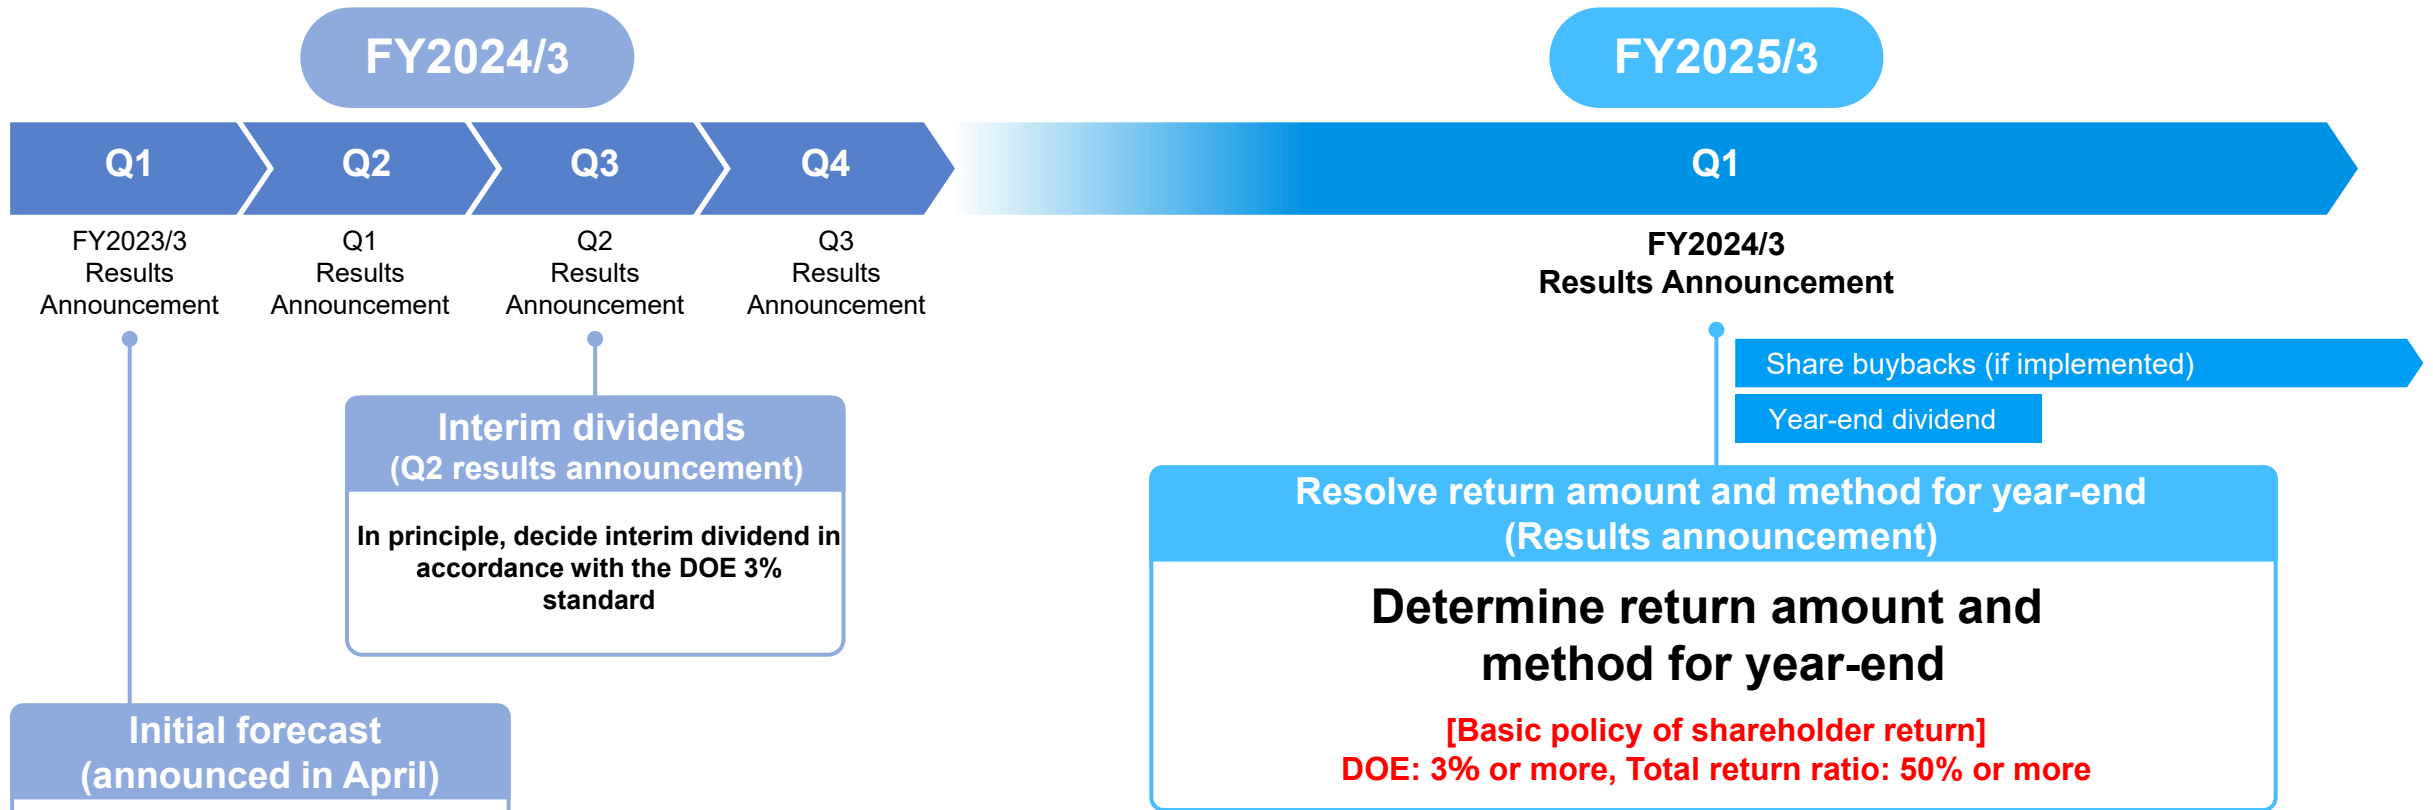 FY2024/3
FY2025/3
Q1
Q2
Q3
Q4
Q1
FY2023/3
Results
Announcement
Q1
Results
Announcement
Q2
Results
Announcement
Q3
Results
Announcement
FY2024/3
Results Announcement
Share buybacks (if implemented)
Year-end dividend
Interim dividends
(Q2 results announcement)
In principle, decide interim dividend in
accordance with the DOE 3%
standard
Resolve return amount and method for year-end
(Results announcement)
Determine return amount and
method for year-end
[Basic policy of shareholder return]
DOE: 3% or more, Total return ratio: 50% or more
Initial forecast
(announced in April)